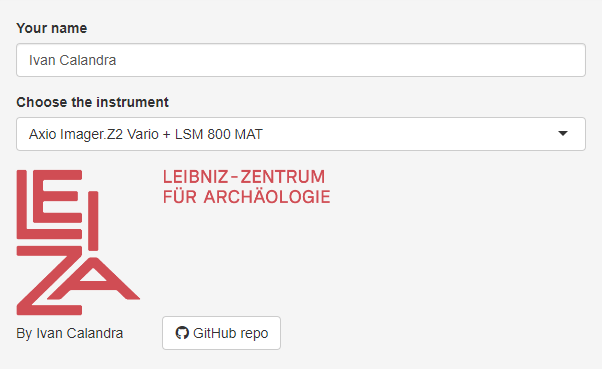 Your name
Ivan Calandra
Choose the instrument
Axio Imager.Z2 Vario + LSM 800 MAT
LEIZA
LEIBNIZ-ZENTRUM
FÜR ARCHÄOLOGIE
By Ivan Calandra
GitHub repo